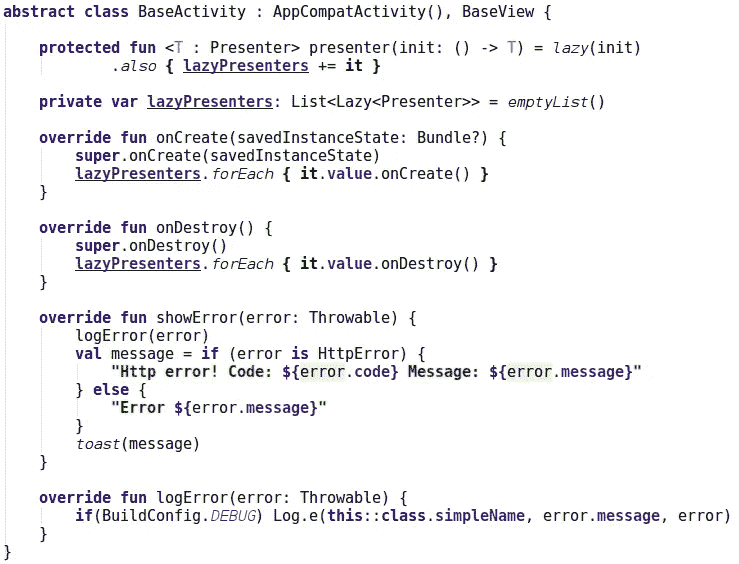 abstract class BaseActivity : AppCompatActivity(), BaseView {
    protected fun <T : Presenter> presenter(init: () -> T) = lazy(init)
            .also { lazyPresenters += it }
    private var lazyPresenters: List<Lazy<Presenter>> = emptyList()
    override fun onCreate(savedInstanceState: Bundle?) {
        super.onCreate(savedInstanceState)
        lazyPresenters.forEach { it.value.onCreate() }
    }
    override fun onDestroy() {
        super.onDestroy()
        lazyPresenters.forEach { it.value.onDestroy() }
    }
    override fun showError(error: Throwable) {
        logError(error)
        val message = if (error is HttpError) {
            "Http error! Code: ${error.code} Message: ${error.message}"
        } else {
            "Error ${error.message}"
        }
        toast(message)
    }
    override fun logError(error: Throwable) {
        if(BuildConfig.DEBUG) Log.e(this::class.simpleName, error.message, error)
    }
}